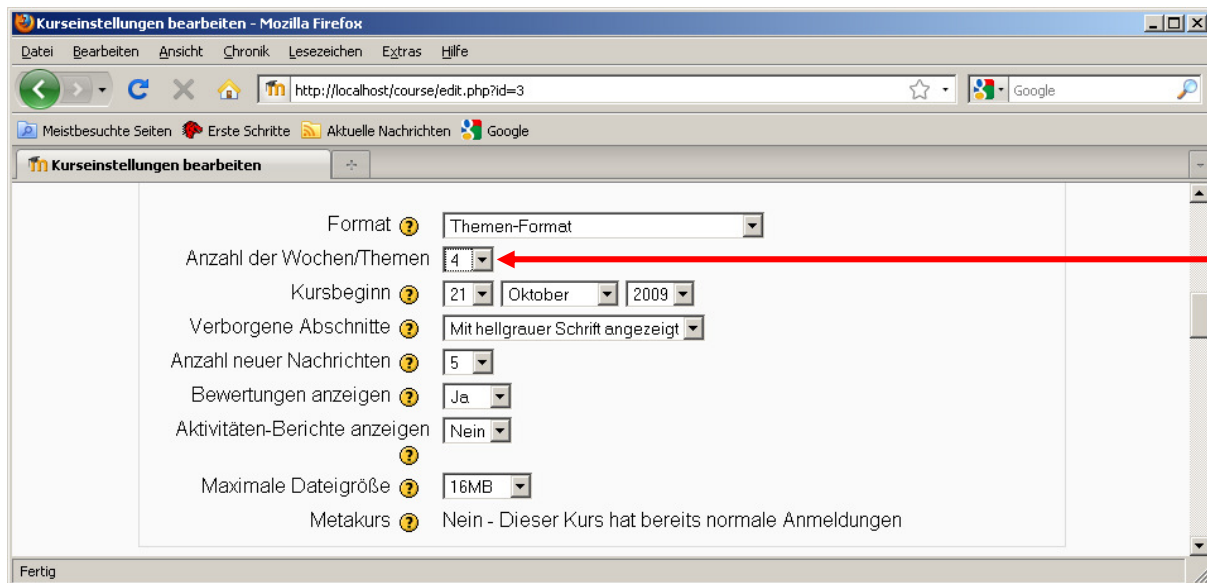 Kurseinstellungen bearbeiten - Mozilla Firefox
Datei Bearbeiten Ansicht Chronik Lesezeichen Extras Hilfe
http://localhost/course/edit.php?id=3 Google
Meistbesuchte Seiten Erste Schritte Aktuelle Nachrichten Google
Kurseinstellungen bearbeiten
Format ? Themen-Format
Anzahl der Wochen/Themen 4
Kursbeginn ? 21 Oktober 2009
Verborgene Abschnitte ? Mit hellgrauer Schrift angezeigt
Anzahl neuer Nachrichten ? 5
Bewertungen anzeigen ? Ja
Aktivitäten-Berichte anzeigen Nein
?
Maximale Dateigröße ? 16MB
Metakurs ? Nein - Dieser Kurs hat bereits normale Anmeldungen
Fertig